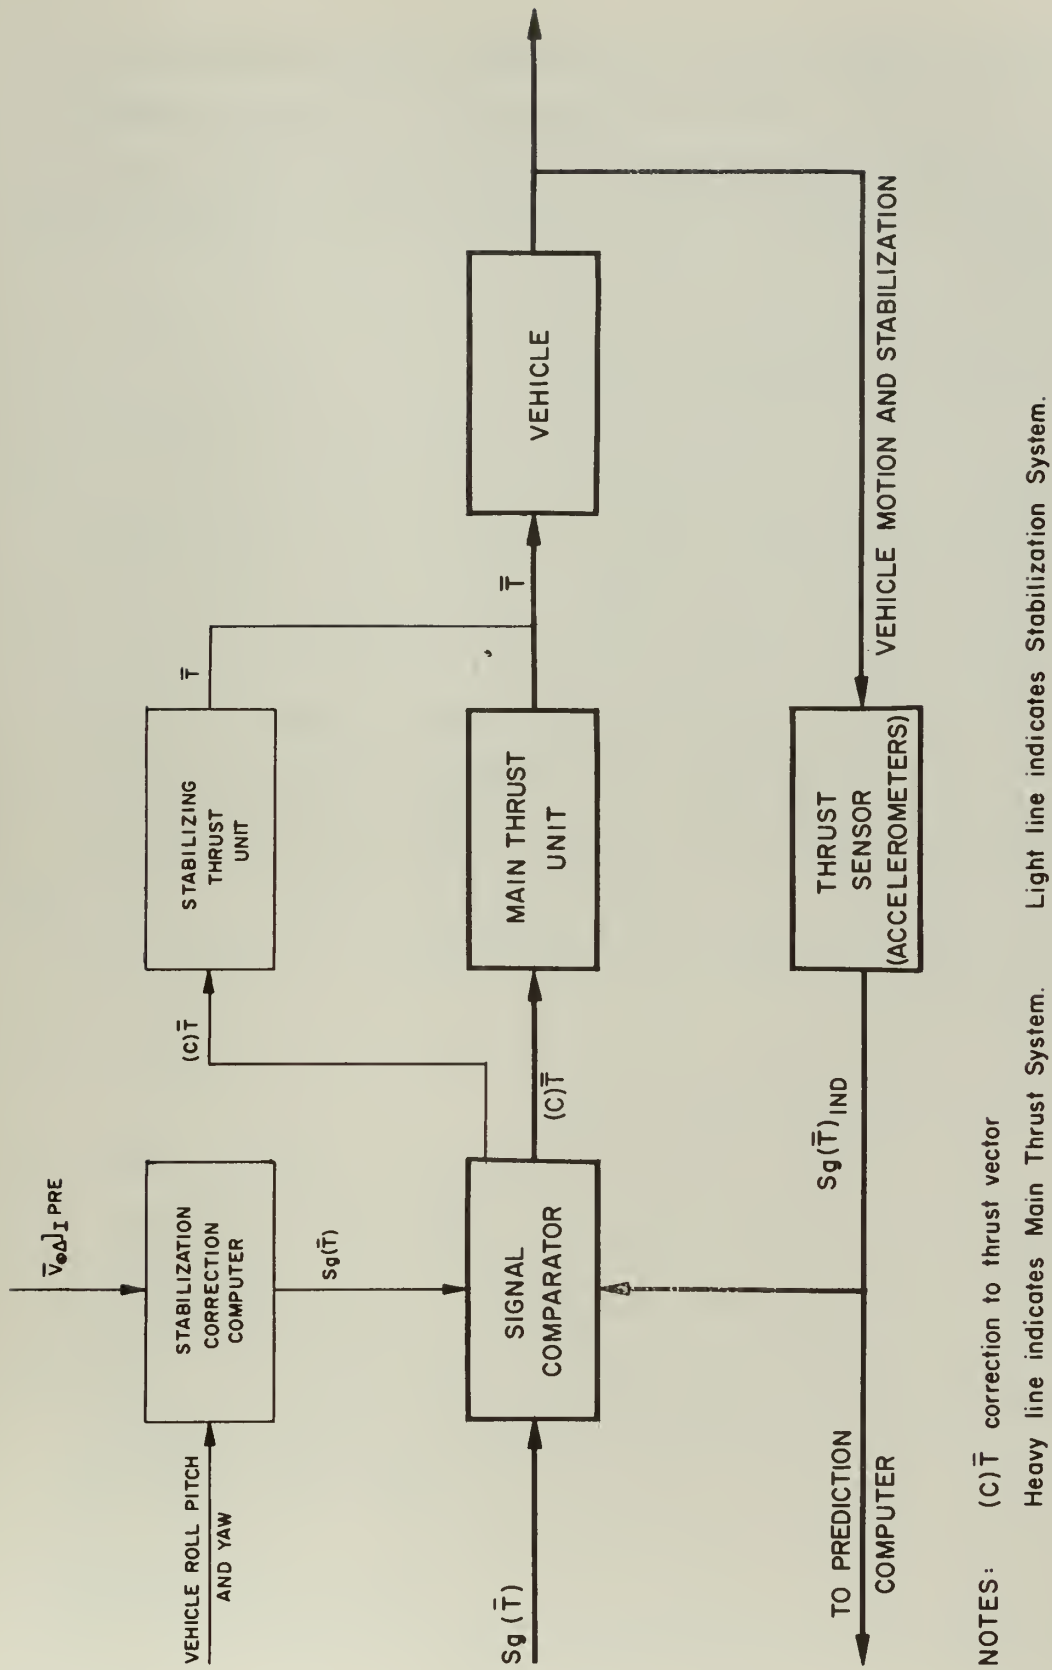 V̄⊕Δ]I PRE
VEHICLE ROLL PITCH
AND YAW
STABILIZATION
CORRECTION
COMPUTER
Sg(T̄)
(C)T̄
STABILIZING
THRUST
UNIT
T̄
Sg(T̄)
SIGNAL
COMPARATOR
(C)T̄
MAIN THRUST
UNIT
T̿
VEHICLE
TO PREDICTION
COMPUTER
Sg(T̄)IND
THRUST
SENSOR
(ACCELEROMETERS)
VEHICLE MOTION AND STABILIZATION
NOTES: (C)T̄ correction to thrust vector
Heavy line indicates Main Thrust System. Light line indicates Stabilization System.